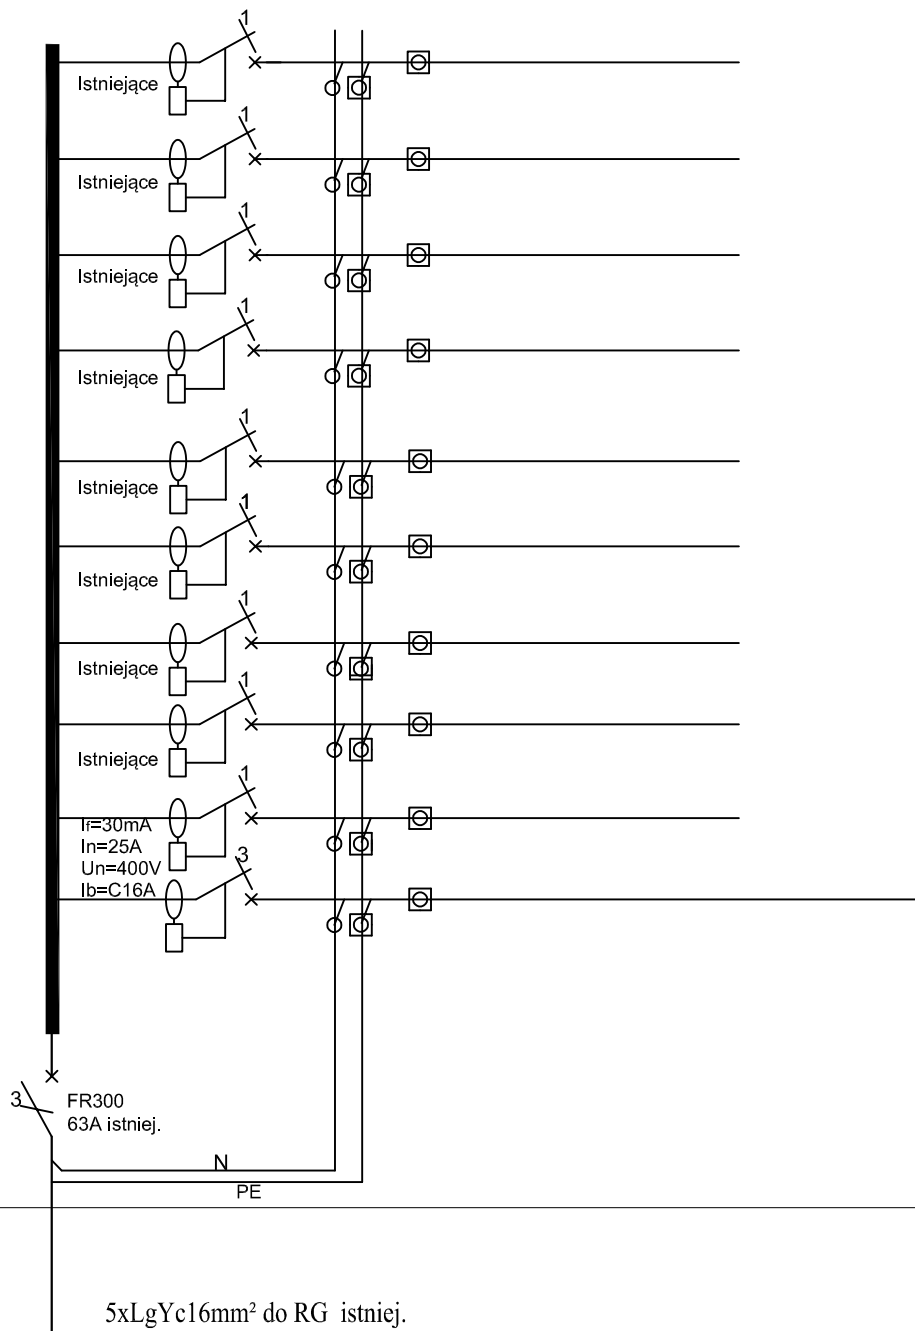 1
Istniejące
1
Istniejące
1
Istniejące
1
Istniejące
1
Istniejące
1
Istniejące
1
Istniejące
1
Istniejące
1
If=30mA
In=25A
Un=400V
Ib=C16A
3
3
FR300
63A istniej.
N
PE
5xLgYc16mm² do RG istniej.